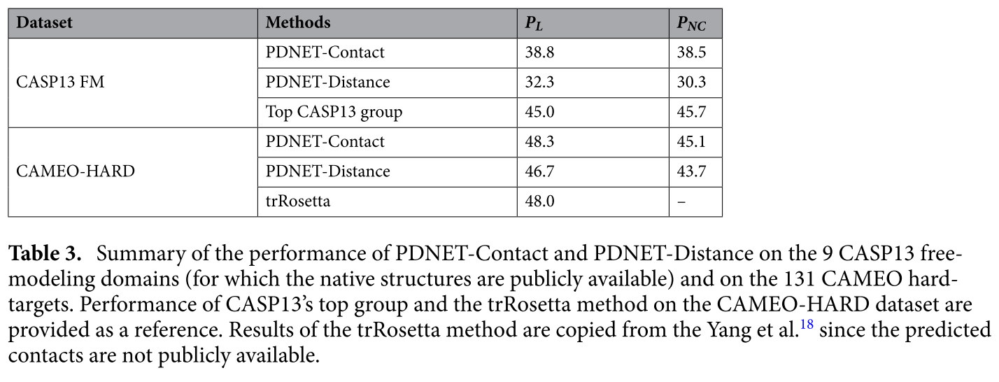 Dataset Methods P_L P_NC
CASP13 FM
PDNET-Contact 38.8 38.5
PDNET-Distance 32.3 30.3
Top CASP13 group 45.0 45.7
CAMEO-HARD
PDNET-Contact 48.3 45.1
PDNET-Distance 46.7 43.7
trRosetta 48.0 –
Table 3. Summary of the performance of PDNET-Contact and PDNET-Distance on the 9 CASP13 free-
modeling domains (for which the native structures are publicly available) and on the 131 CAMEO hard-
targets. Performance of CASP13’s top group and the trRosetta method on the CAMEO-HARD dataset are
provided as a reference. Results of the trRosetta method are copied from the Yang et al.18 since the predicted
contacts are not publicly available.